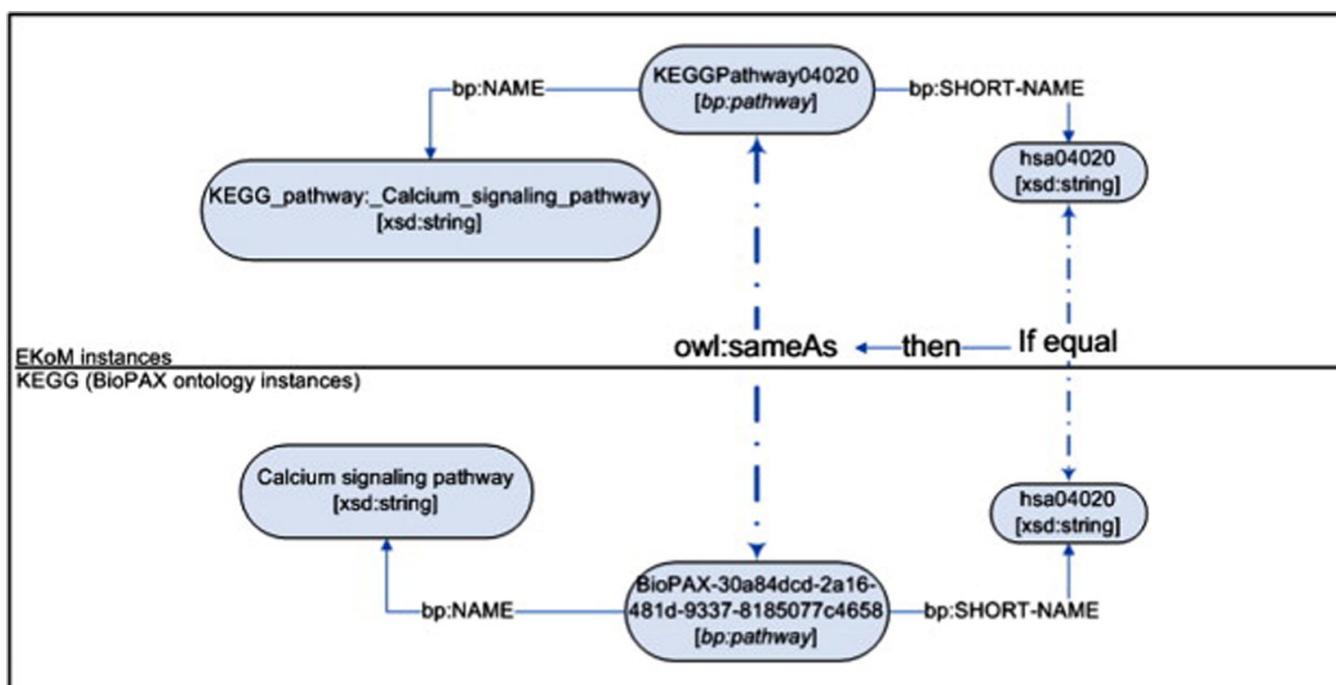 KEGGPathway04020
[bp:pathway]
bp:NAME
bp:SHORT-NAME
hsa04020
[xsd:string]
KEGG_pathway:_Calcium_signaling_pathway
[xsd:string]
owl:sameAs
then
If equal
EKoM instances
KEGG (BioPAX ontology instances)
Calcium signaling pathway
[xsd:string]
hsa04020
[xsd:string]
BioPAX-30a84dcd-2a16-
481d-9337-8185077c4658
[bp:pathway]
bp:NAME
bp:SHORT-NAME